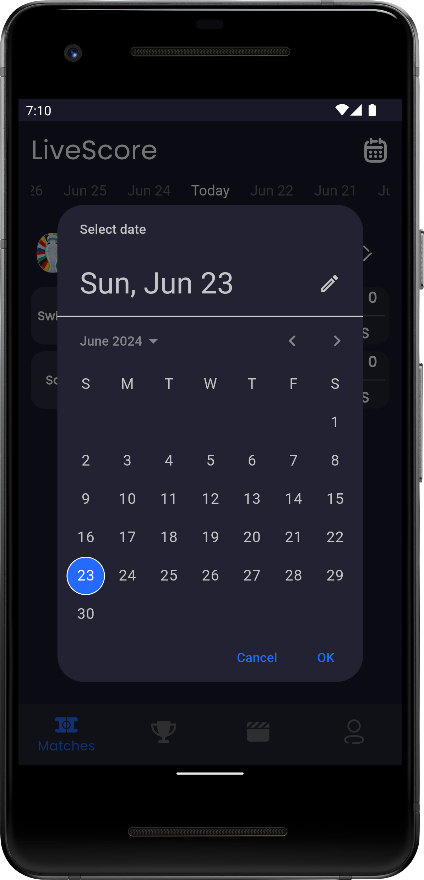 7:10
LiveScore
26 Jun 25 Jun 24 Today Jun 22 Jun 21 Ju
Select date
Sun, Jun 23
0
Swi
S
June 2024
0
Sc
S
S M T W T F S
1
2 3 4 5 6 7 8
9 10 11 12 13 14 15
16 17 18 19 20 21 22
23 24 25 26 27 28 29
30
Cancel OK
Matches